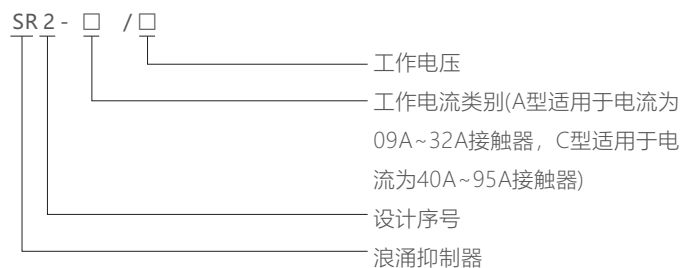 SR2-□/□
工作电压
工作电流类别(A型适用于电流为
09A~32A接触器，C型适用于电
流为40A~95A接触器)
设计序号
浪涌抑制器